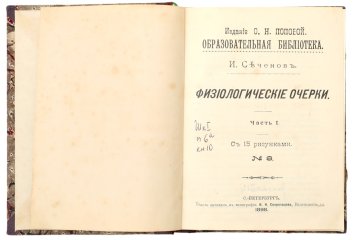 Изданіе О. Н. ПОПОВОЙ.
ОБРАЗОВАТЕЛЬНАЯ БИБЛІОТЕКА.
И. Сѣченовъ.
ФИЗІОЛОГИЧЕСКІЕ ОЧЕРКИ.
Часть I.
Съ 15 рисунками.
№ 8.
С.-ПЕТЕРБУРГЪ.